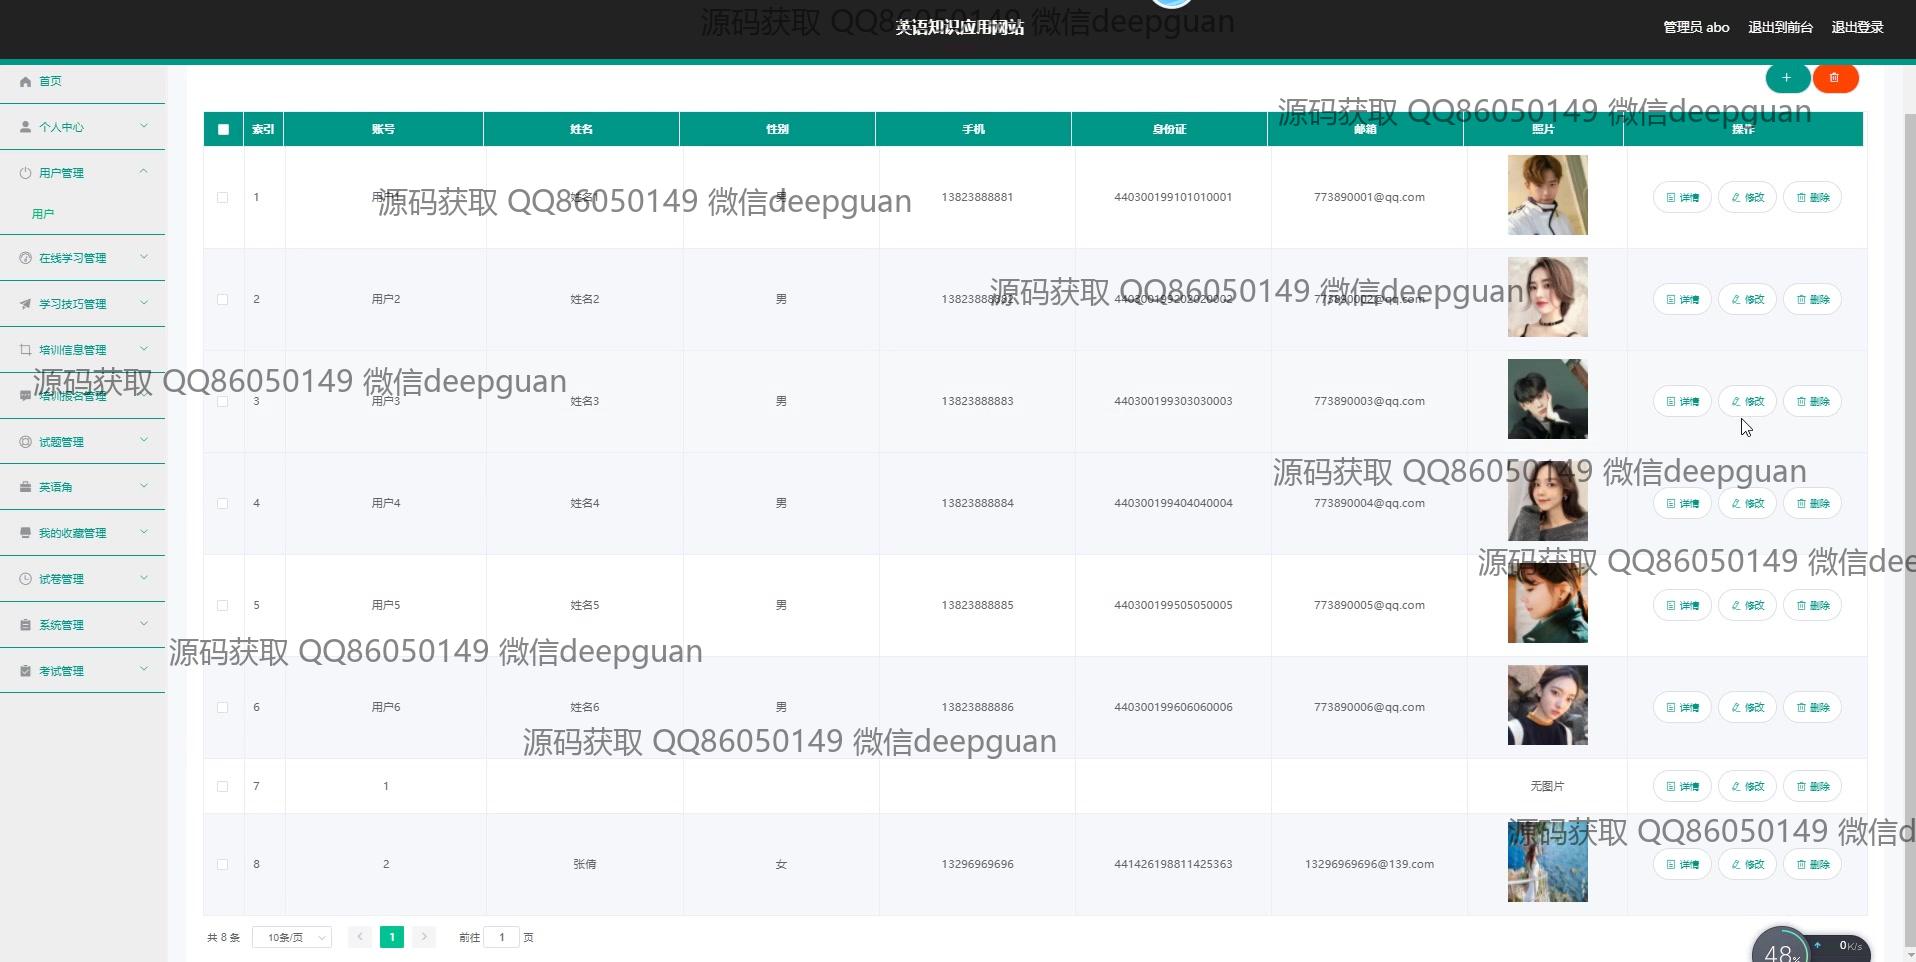 源码获取 QQ86050149 微信deepguan
英语知识应用网站
管理员 abo 退出到前台 退出登录
首页
个人中心
用户管理
用户
在线学习管理
学习技巧管理
培训信息管理
培训报名管理
试题管理
英语角
我的收藏管理
试卷管理
系统管理
考试管理
源码获取 QQ86050149 微信deepguan
索引 账号 姓名 性别 手机 身份证 邮箱 照片 操作
1 用户1 姓名1 男 13823888881 440300199101010001 773890001@qq.com 详情 修改 删除
源码获取 QQ86050149 微信deepguan
源码获取 QQ86050149 微信deepguan
2 用户2 姓名2 男 13823888882 440300199202020002 773890002@qq.com 详情 修改 删除
源码获取 QQ86050149 微信deepguan
3 用户3 姓名3 男 13823888883 440300199303030003 773890003@qq.com 详情 修改 删除
源码获取 QQ86050149 微信deepguan
4 用户4 姓名4 男 13823888884 440300199404040004 773890004@qq.com 详情 修改 删除
源码获取 QQ86050149 微信dee
5 用户5 姓名5 男 13823888885 440300199505050005 773890005@qq.com 详情 修改 删除
源码获取 QQ86050149 微信deepguan
6 用户6 姓名6 男 13823888886 440300199606060006 773890006@qq.com 详情 修改 删除
源码获取 QQ86050149 微信deepguan
7 1 无图片 详情 修改 删除
源码获取 QQ86050149 微信d
8 2 张倩 女 13296969696 441426198811425363 13296969696@139.com 详情 修改 删除
共 8 条 10条/页 1 前往 1 页
48% 0K/s